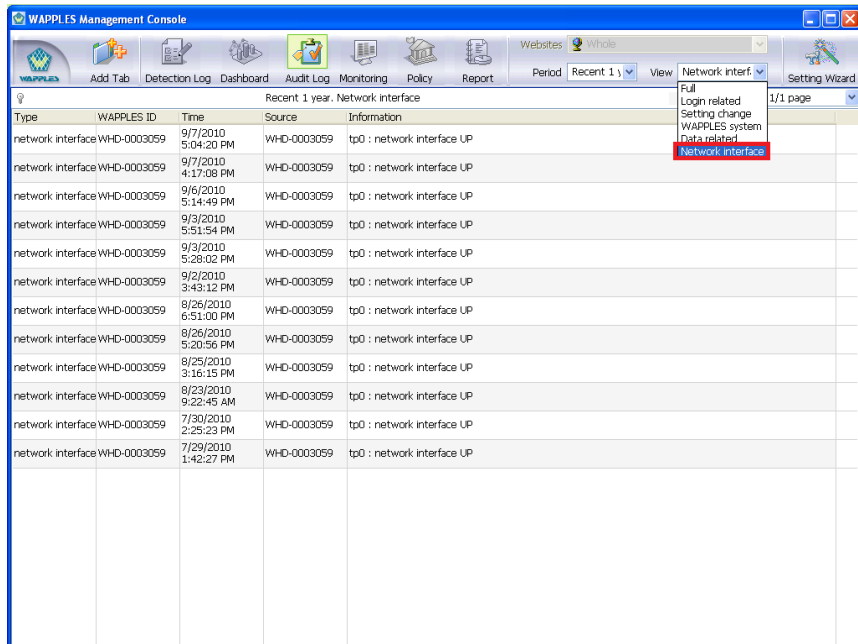 WAPPLES Management Console
WAPPLES
Add Tab
Detection Log
Dashboard
Audit Log
Monitoring
Policy
Report
Websites Whole
Period Recent 1 y
View Network interf.
Setting Wizard
Full
Login related
Setting change
WAPPLES system
Data related
Network interface
Recent 1 year. Network interface
1/1 page
Type WAPPLES ID Time Source Information
network interface WHD-0003059 9/7/2010 5:04:20 PM WHD-0003059 tp0 : network interface UP
network interface WHD-0003059 9/7/2010 4:17:08 PM WHD-0003059 tp0 : network interface UP
network interface WHD-0003059 9/6/2010 5:14:49 PM WHD-0003059 tp0 : network interface UP
network interface WHD-0003059 9/3/2010 5:51:54 PM WHD-0003059 tp0 : network interface UP
network interface WHD-0003059 9/3/2010 5:28:02 PM WHD-0003059 tp0 : network interface UP
network interface WHD-0003059 9/2/2010 3:43:12 PM WHD-0003059 tp0 : network interface UP
network interface WHD-0003059 8/26/2010 6:51:00 PM WHD-0003059 tp0 : network interface UP
network interface WHD-0003059 8/26/2010 5:20:56 PM WHD-0003059 tp0 : network interface UP
network interface WHD-0003059 8/25/2010 3:16:15 PM WHD-0003059 tp0 : network interface UP
network interface WHD-0003059 8/23/2010 9:22:45 AM WHD-0003059 tp0 : network interface UP
network interface WHD-0003059 7/30/2010 2:25:23 PM WHD-0003059 tp0 : network interface UP
network interface WHD-0003059 7/29/2010 1:42:27 PM WHD-0003059 tp0 : network interface UP